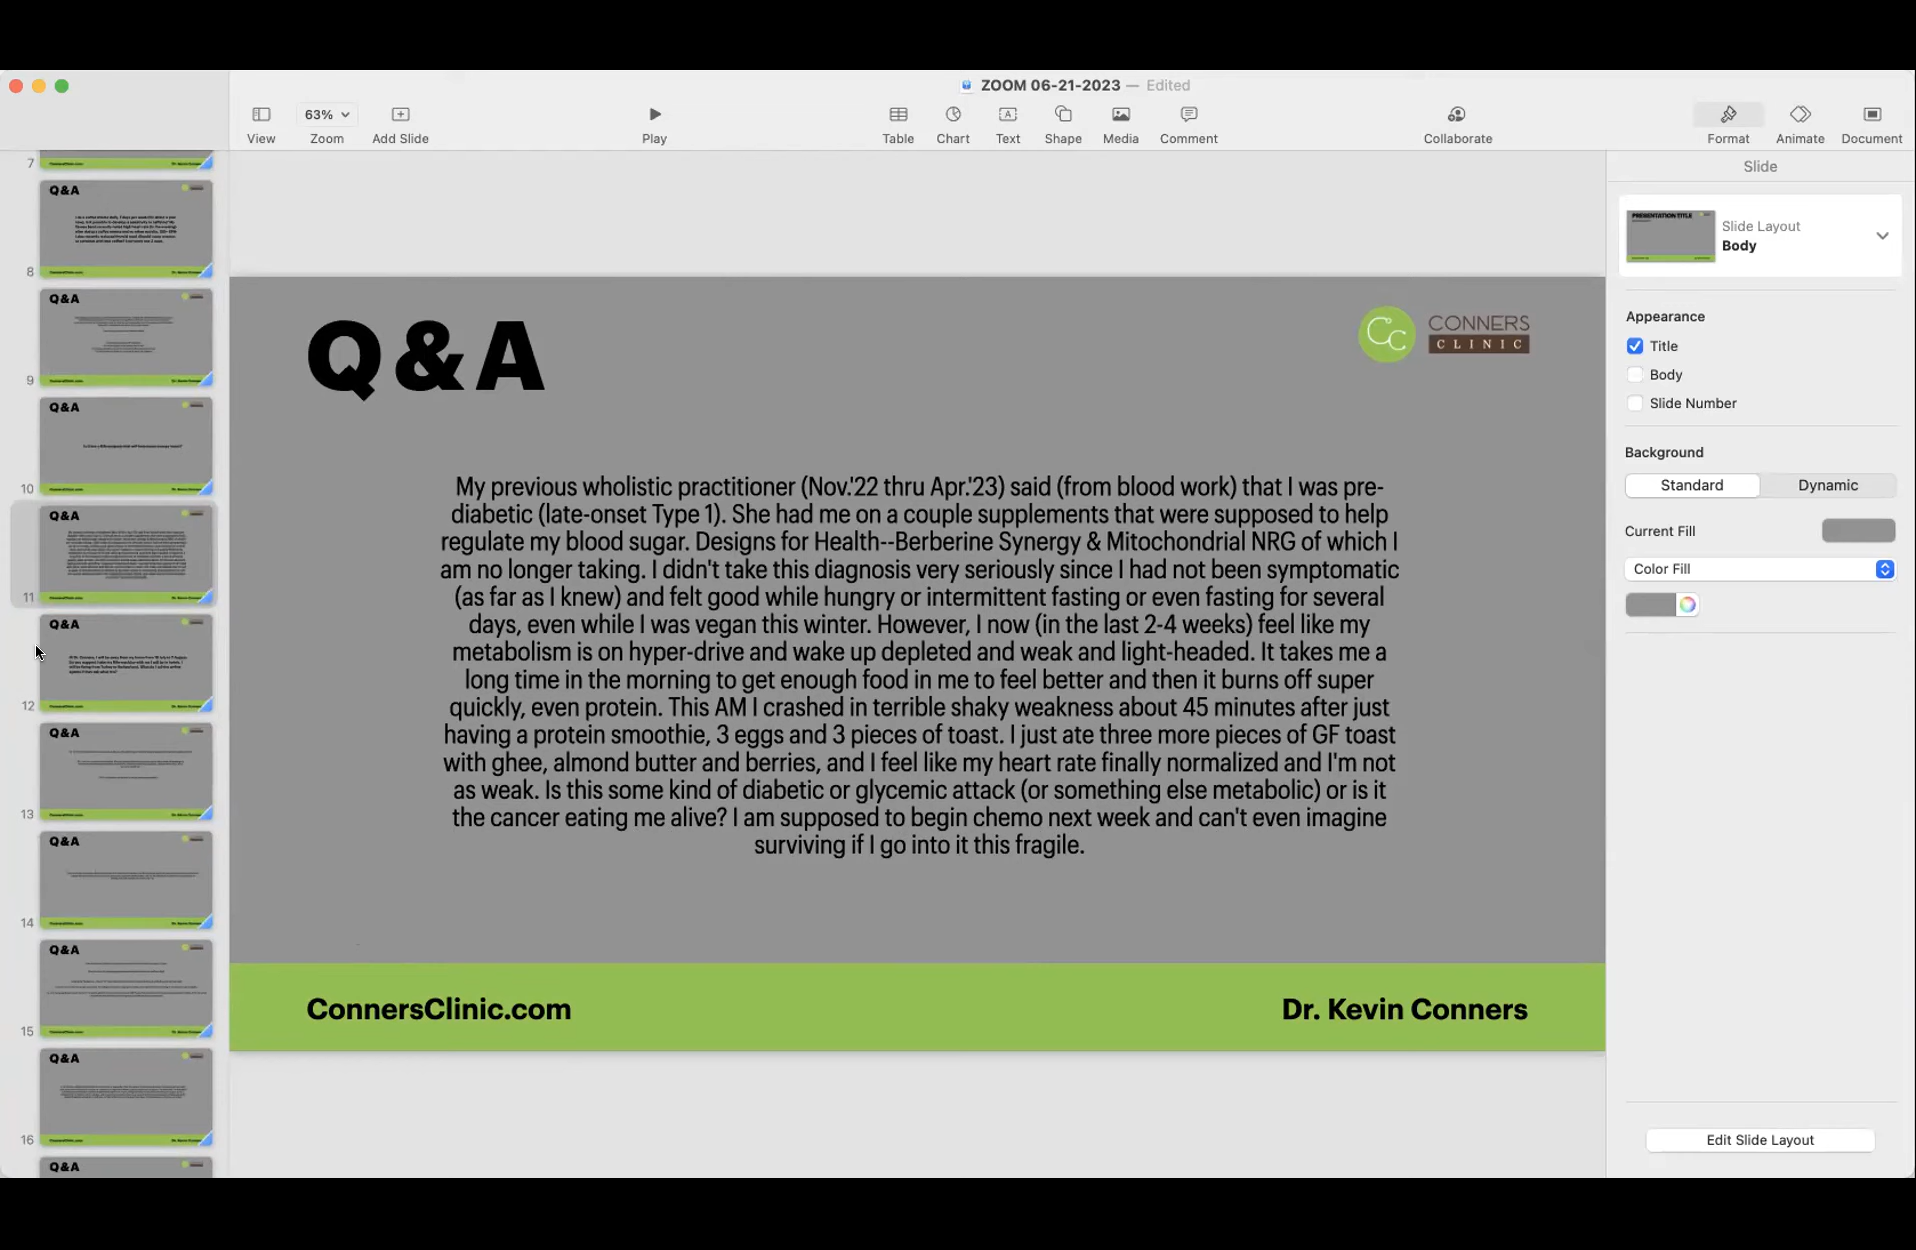 ZOOM 06-21-2023 — Edited
63%
View
Zoom
Add Slide
Play
Table
Chart
Text
Shape
Media
Comment
Collaborate
Format
Animate
Document
7
Q&A
8
Q&A
9
Q&A
10
Q&A
11
Q&A
12
Q&A
13
Q&A
14
Q&A
15
Q&A
16
Q&A
Q&A
CC
CONNERS
CLINIC
My previous wholistic practitioner (Nov.'22 thru Apr.'23) said (from blood work) that I was pre-
diabetic (late-onset Type 1). She had me on a couple supplements that were supposed to help
regulate my blood sugar. Designs for Health--Berberine Synergy & Mitochondrial NRG of which I
am no longer taking. I didn't take this diagnosis very seriously since I had not been symptomatic
(as far as I knew) and felt good while hungry or intermittent fasting or even fasting for several
days, even while I was vegan this winter. However, I now (in the last 2-4 weeks) feel like my
metabolism is on hyper-drive and wake up depleted and weak and light-headed. It takes me a
long time in the morning to get enough food in me to feel better and then it burns off super
quickly, even protein. This AM I crashed in terrible shaky weakness about 45 minutes after just
having a protein smoothie, 3 eggs and 3 pieces of toast. I just ate three more pieces of GF toast
with ghee, almond butter and berries, and I feel like my heart rate finally normalized and I'm not
as weak. Is this some kind of diabetic or glycemic attack (or something else metabolic) or is it
the cancer eating me alive? I am supposed to begin chemo next week and can't even imagine
surviving if I go into it this fragile.
ConnersClinic.com
Dr. Kevin Conners
Slide
PRESENTATION TITLE
Slide Layout
Body
Appearance
Title
Body
Slide Number
Background
Standard
Dynamic
Current Fill
Color Fill
Edit Slide Layout